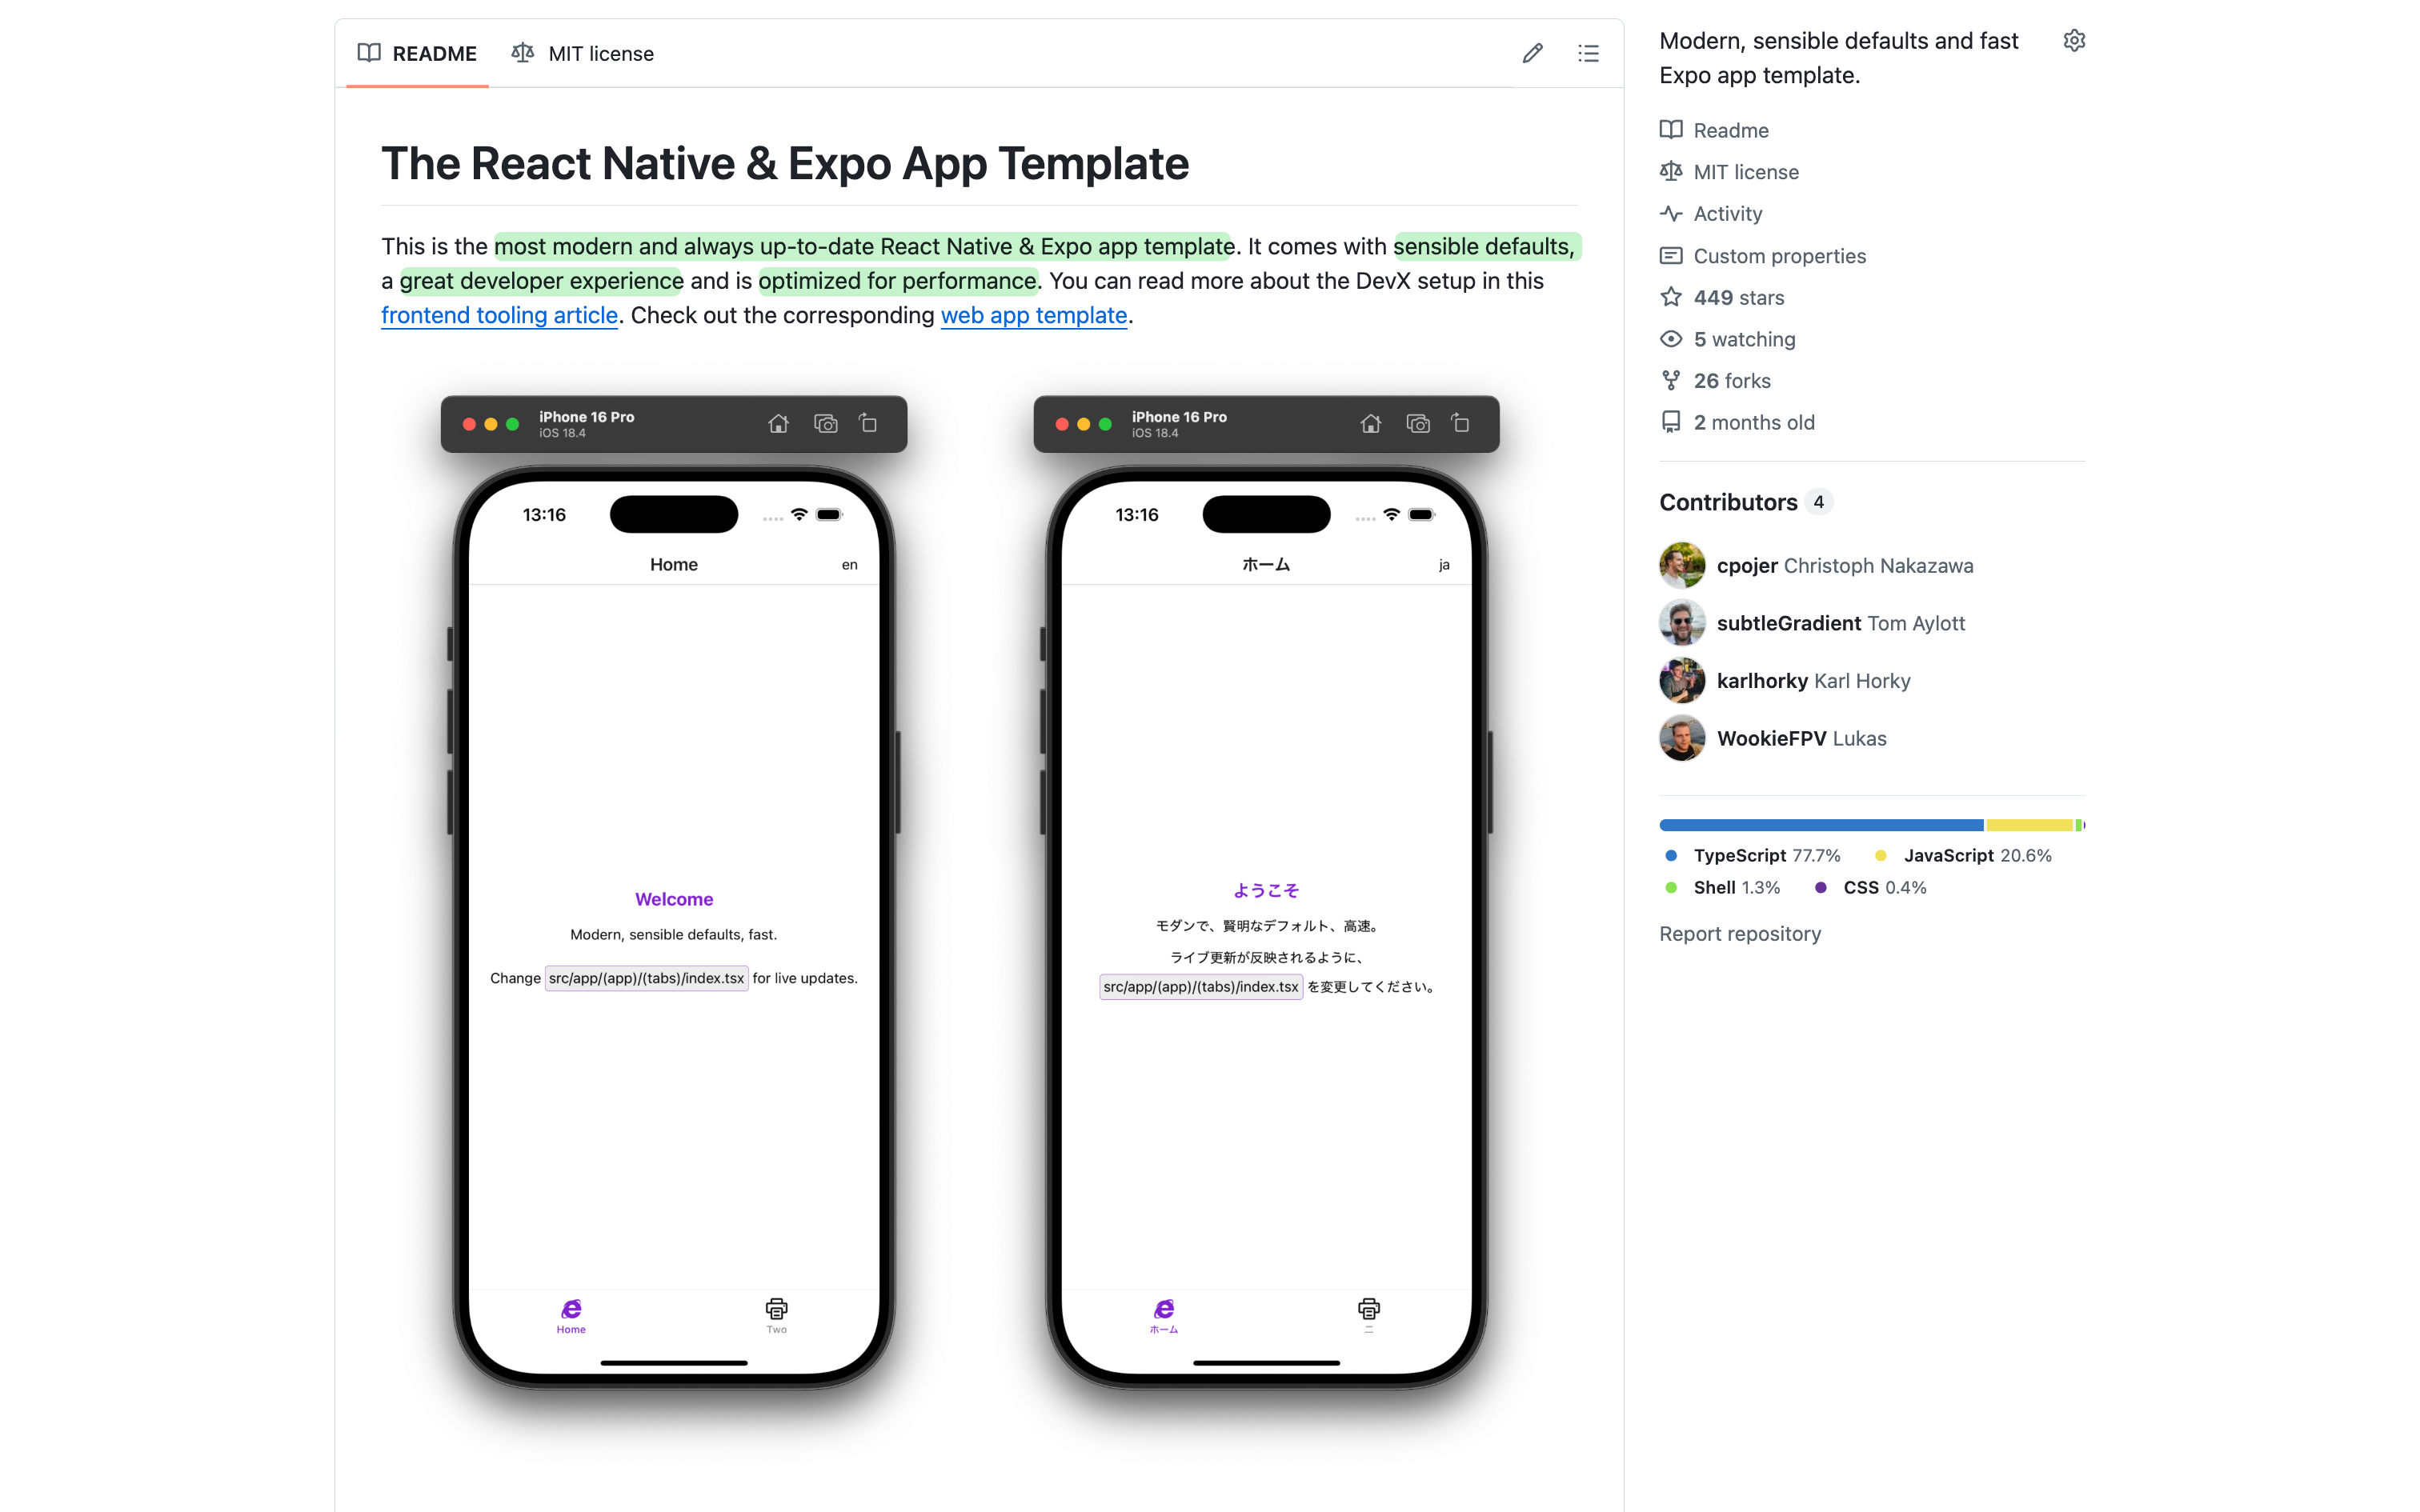 README
MIT license
The React Native & Expo App Template
This is the most modern and always up-to-date React Native & Expo app template. It comes with sensible defaults,
a great developer experience and is optimized for performance. You can read more about the DevX setup in this
frontend tooling article. Check out the corresponding web app template.
iPhone 16 Pro
iOS 18.4
13:16
Home
en
Welcome
Modern, sensible defaults, fast.
Change src/app/(app)/(tabs)/index.tsx for live updates.
Home
Two
iPhone 16 Pro
iOS 18.4
13:16
ホーム
ja
ようこそ
モダンで、賢明なデフォルト、高速。
ライブ更新が反映されるように、
src/app/(app)/(tabs)/index.tsx を変更してください。
ホーム
二
Modern, sensible defaults and fast
Expo app template.
Readme
MIT license
Activity
Custom properties
449 stars
5 watching
26 forks
2 months old
Contributors 4
cpojer Christoph Nakazawa
subtleGradient Tom Aylott
karlhorky Karl Horky
WookieFPV Lukas
TypeScript 77.7%
JavaScript 20.6%
Shell 1.3%
CSS 0.4%
Report repository